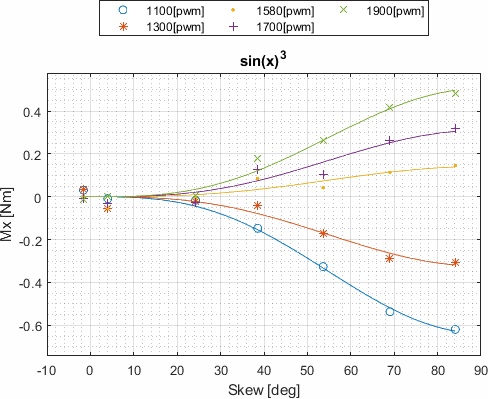 1100[pwm] 1580[pwm] 1900[pwm]
1300[pwm] 1700[pwm]
sin(x)^3
Mx [Nm]
0.4
0.2
0
-0.2
-0.4
-0.6
-10 0 10 20 30 40 50 60 70 80 90
Skew [deg]